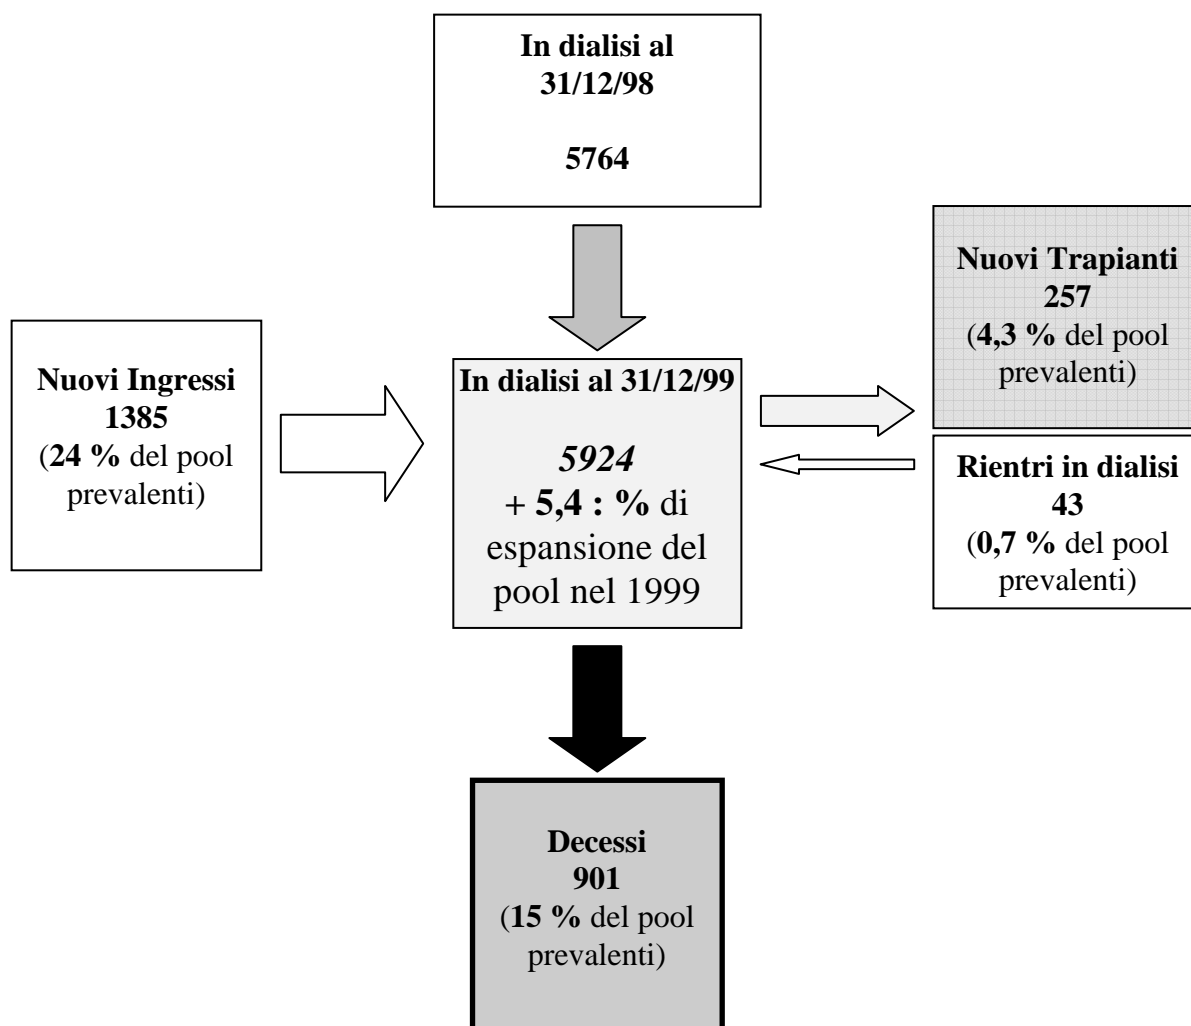 In dialisi al
31/12/98
5764
Nuovi Trapianti
257
(4,3 % del pool
prevalenti)
Nuovi Ingressi
1385
(24 % del pool
prevalenti)
In dialisi al 31/12/99
5924
+ 5,4 : % di
espansione del
pool nel 1999
Rientri in dialisi
43
(0,7 % del pool
prevalenti)
Decessi
901
(15 % del pool
prevalenti)